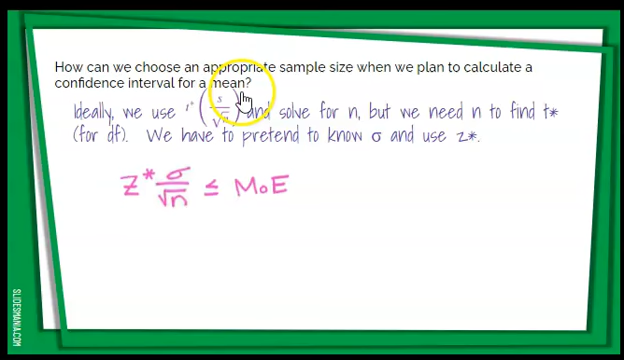 How can we choose an appropriate sample size when we plan to calculate a
confidence interval for a mean?
Ideally, we use t* (s/√n) and solve for n, but we need n to find t*
(for df). We have to pretend to know σ and use z*.
z* σ/√n ≤ MoE
SLIDESMANIA.COM